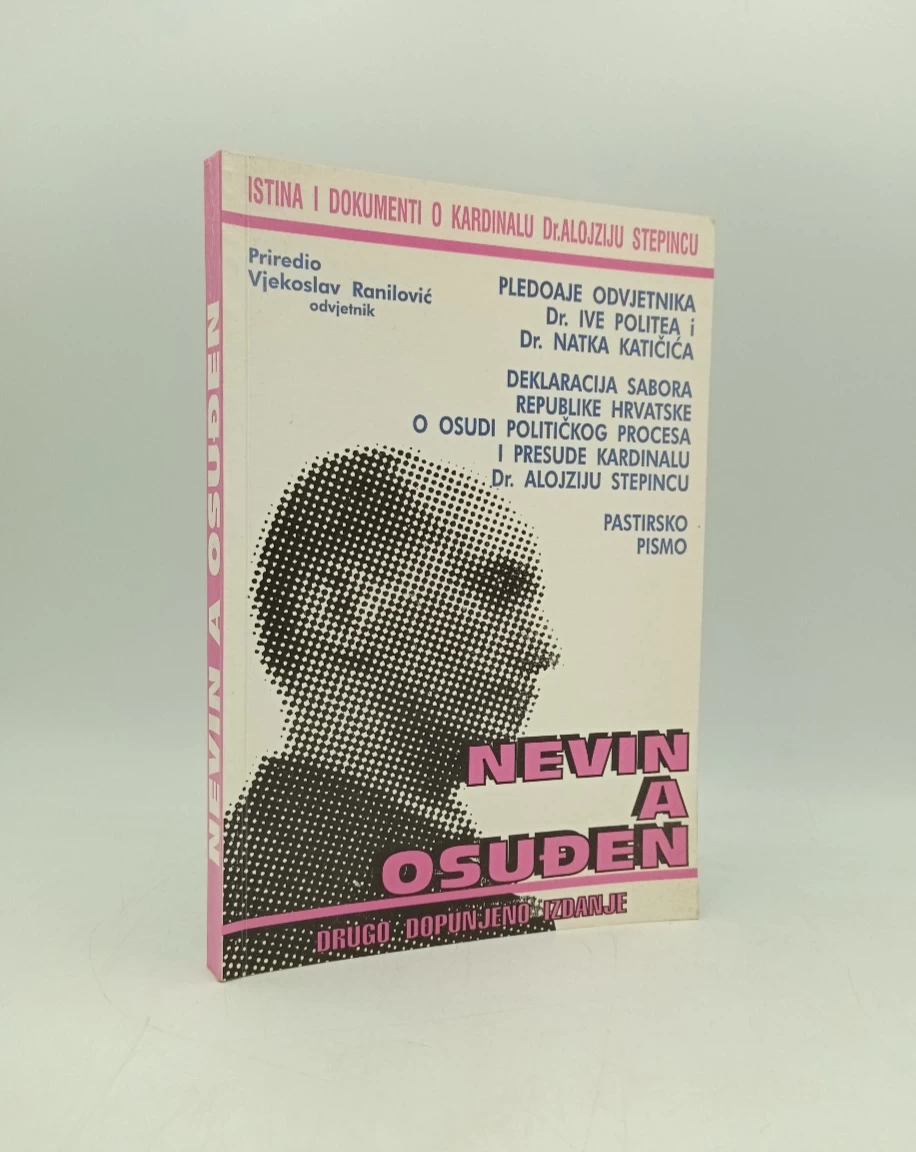 ISTINA I DOKUMENTI O KARDINALU Dr.ALOJZIJU STEPINCU
Priredio
Vjekoslav Ranilović
odvjetnik
PLEDOAJE ODVJETNIKA
Dr. IVE POLITEA i
Dr. NATKA KATIČIĆA
DEKLARACIJA SABORA
REPUBLIKE HRVATSKE
O OSUDI POLITIČKOG PROCESA
I PRESUDE KARDINALU
Dr. ALOJZIJU STEPINCU
PASTIRSKO
PISMO
NEVIN
A
OSUĐEN
DRUGO DOPUNJENO IZDANJE
NEVIN A OSUĐEN